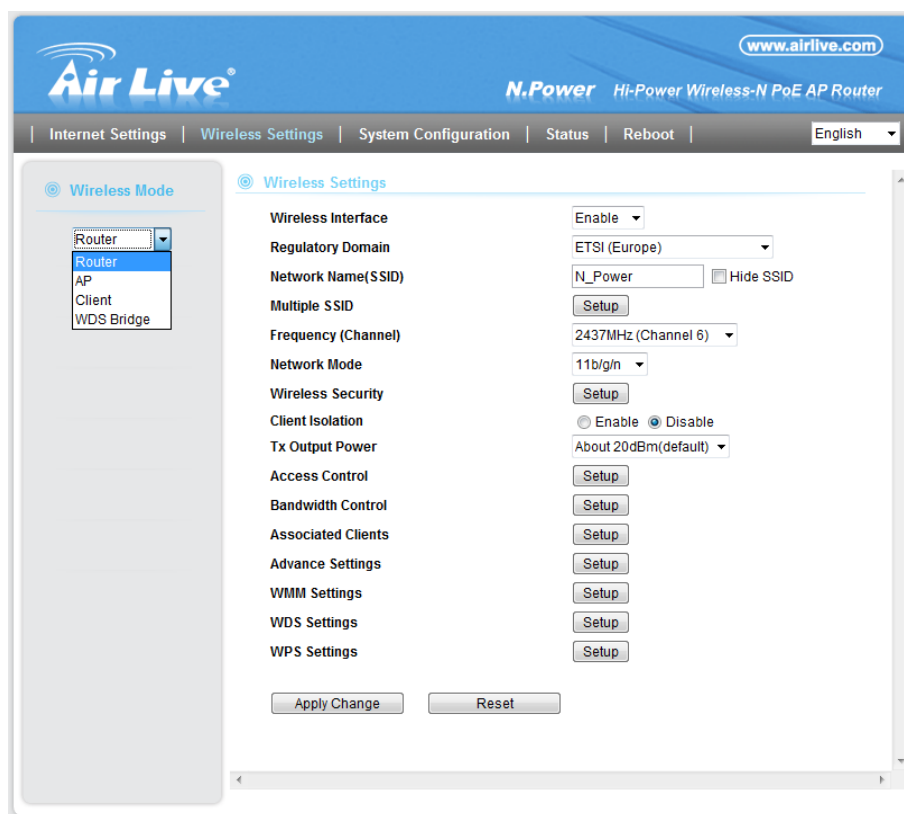 www.airlive.com
Air Live®
N.Power Hi-Power Wireless-N PoE AP Router
| Internet Settings | Wireless Settings | System Configuration | Status | Reboot | English
Wireless Mode
Router
Router
AP
Client
WDS Bridge
Wireless Settings
Wireless Interface Enable
Regulatory Domain ETSI (Europe)
Network Name(SSID) N_Power Hide SSID
Multiple SSID Setup
Frequency (Channel) 2437MHz (Channel 6)
Network Mode 11b/g/n
Wireless Security Setup
Client Isolation Enable Disable
Tx Output Power About 20dBm(default)
Access Control Setup
Bandwidth Control Setup
Associated Clients Setup
Advance Settings Setup
WMM Settings Setup
WDS Settings Setup
WPS Settings Setup
Apply Change Reset